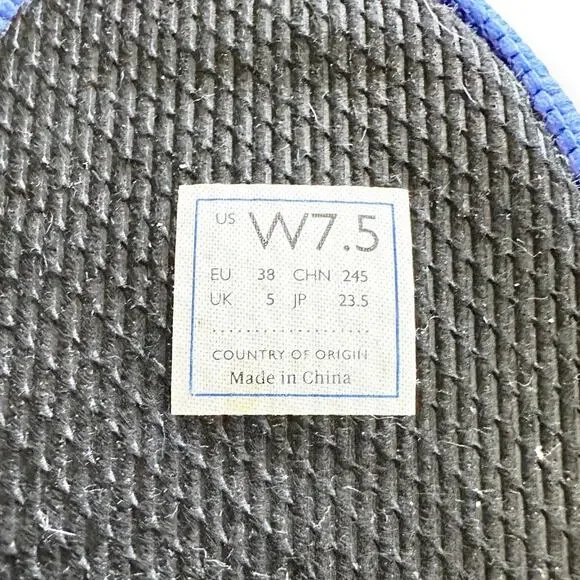 US W7.5
EU 38 CHN 245
UK 5 JP 23.5
COUNTRY OF ORIGIN
Made in China